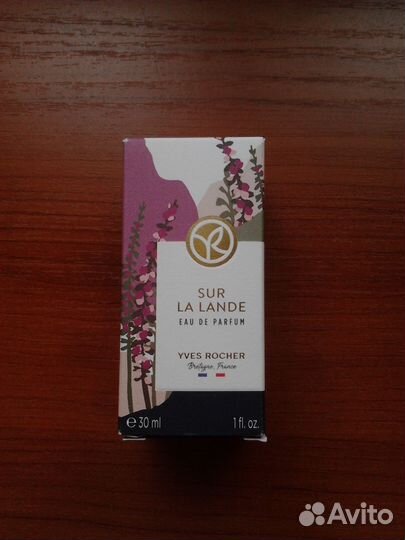 SUR
LA LANDE
EAU DE PARFUM
YVES ROCHER
Bretagne, France
℮30 ml 1 fl. oz.
Avito